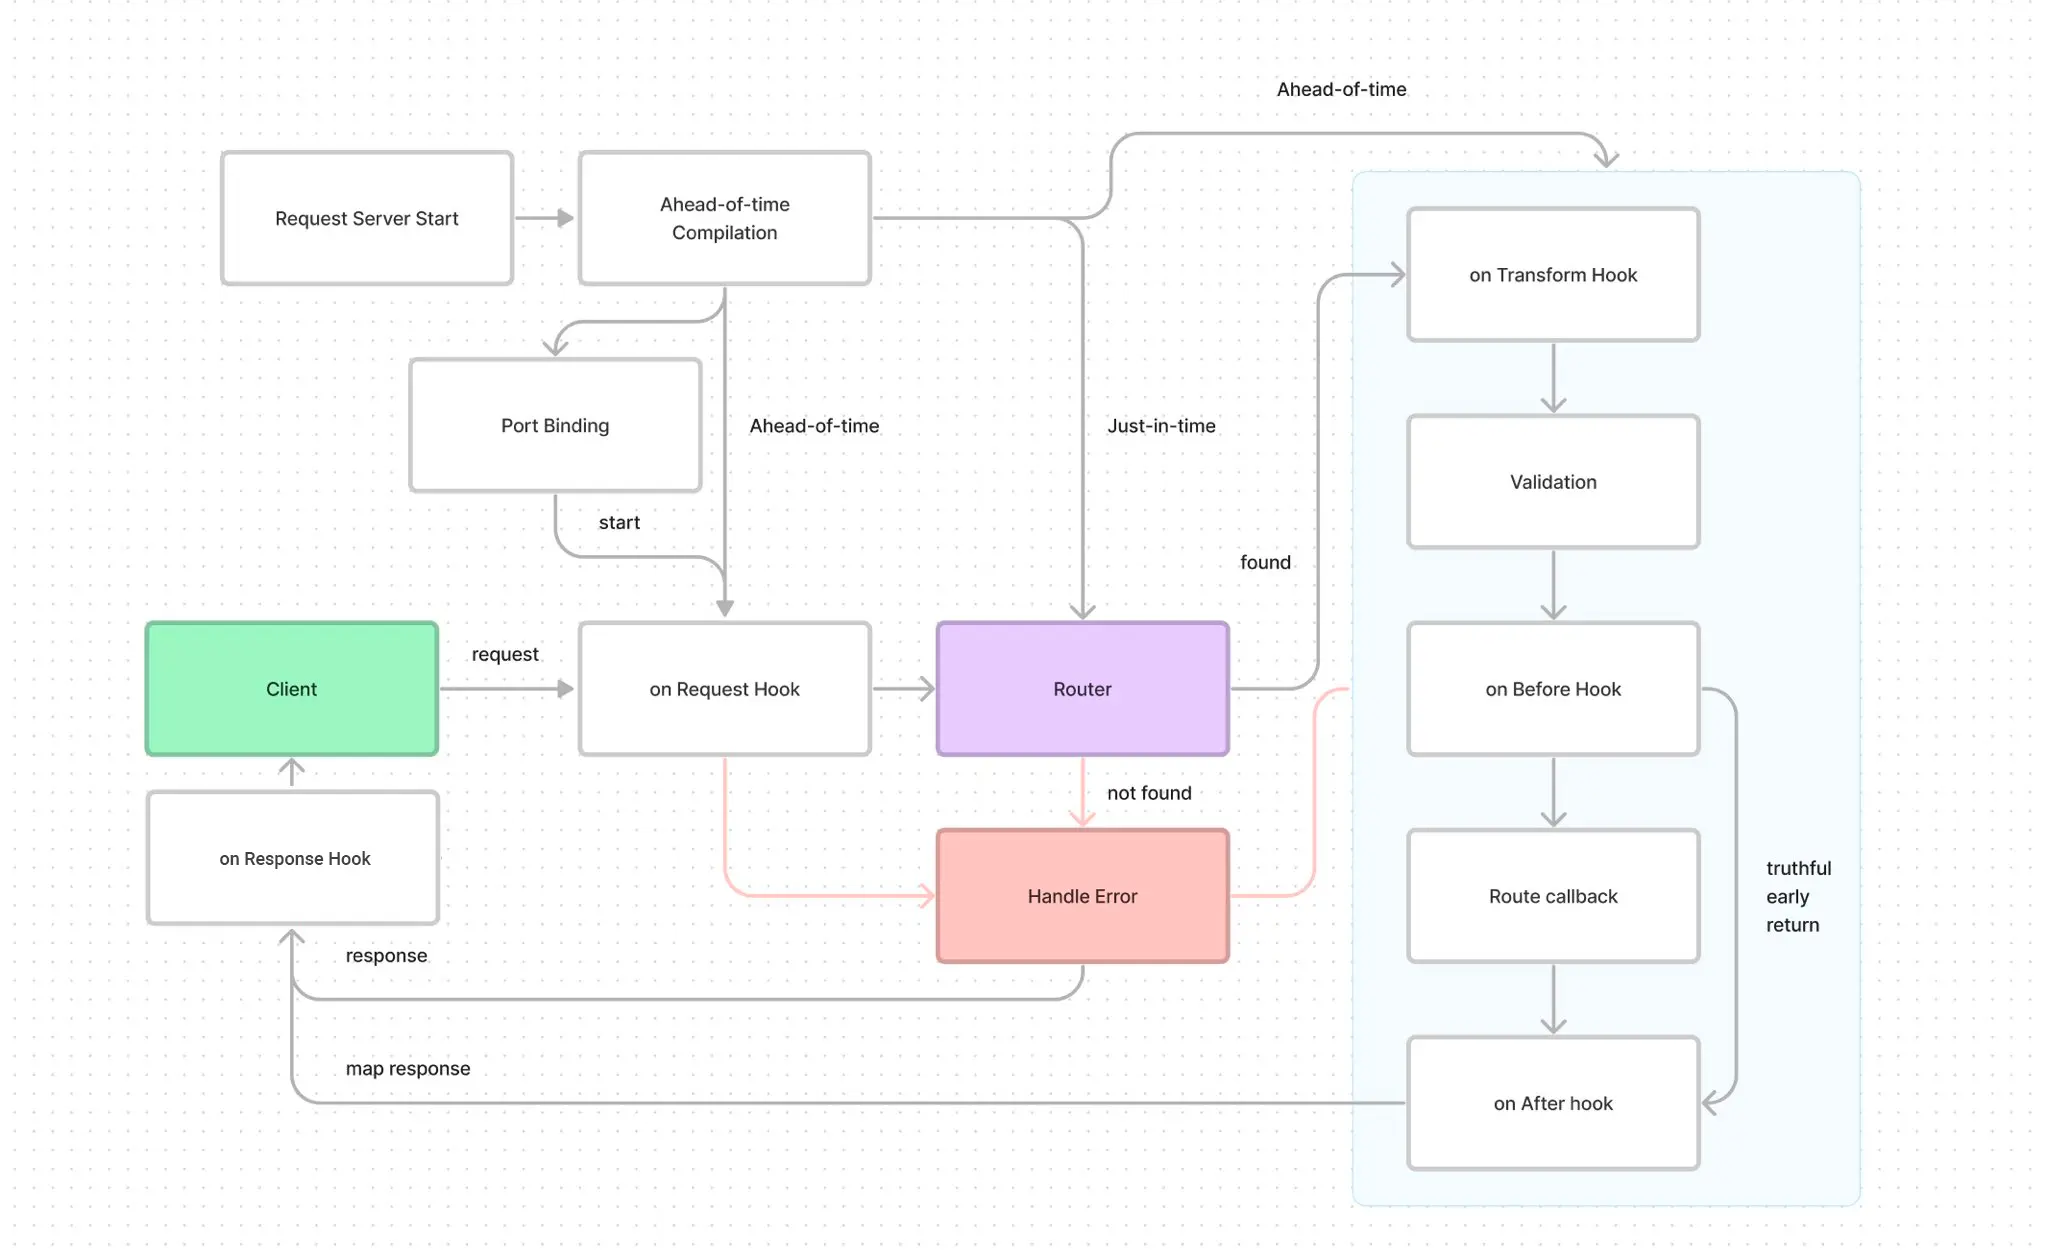 Ahead-of-time
Request Server Start
Ahead-of-time
Compilation
on Transform Hook
Port Binding
Ahead-of-time
Just-in-time
Validation
start
found
Client
request
on Request Hook
Router
on Before Hook
not found
on Response Hook
Handle Error
Route callback
truthful
early
return
response
map response
on After hook